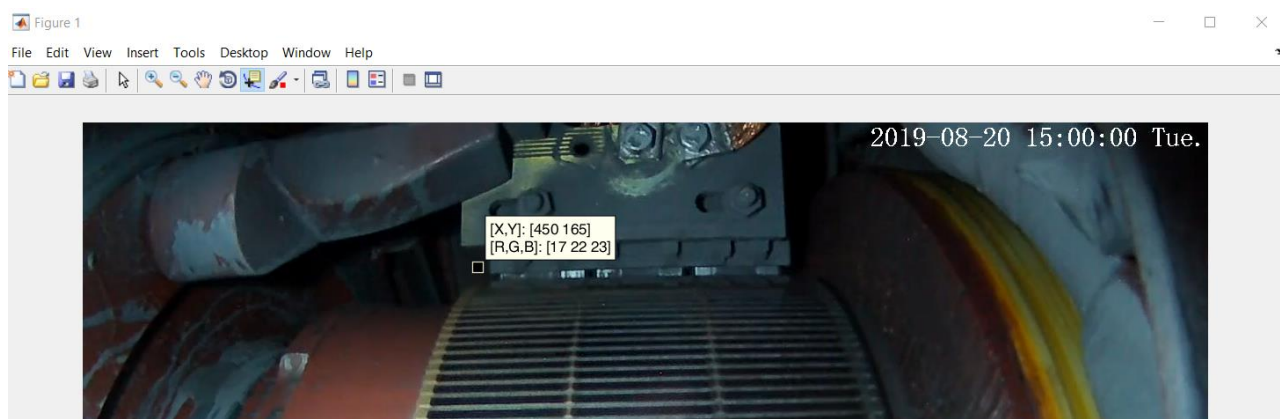 Figure 1
File Edit View Insert Tools Desktop Window Help
2019-08-20 15:00:00 Tue.
[X,Y]: [450 165]
[R,G,B]: [17 22 23]